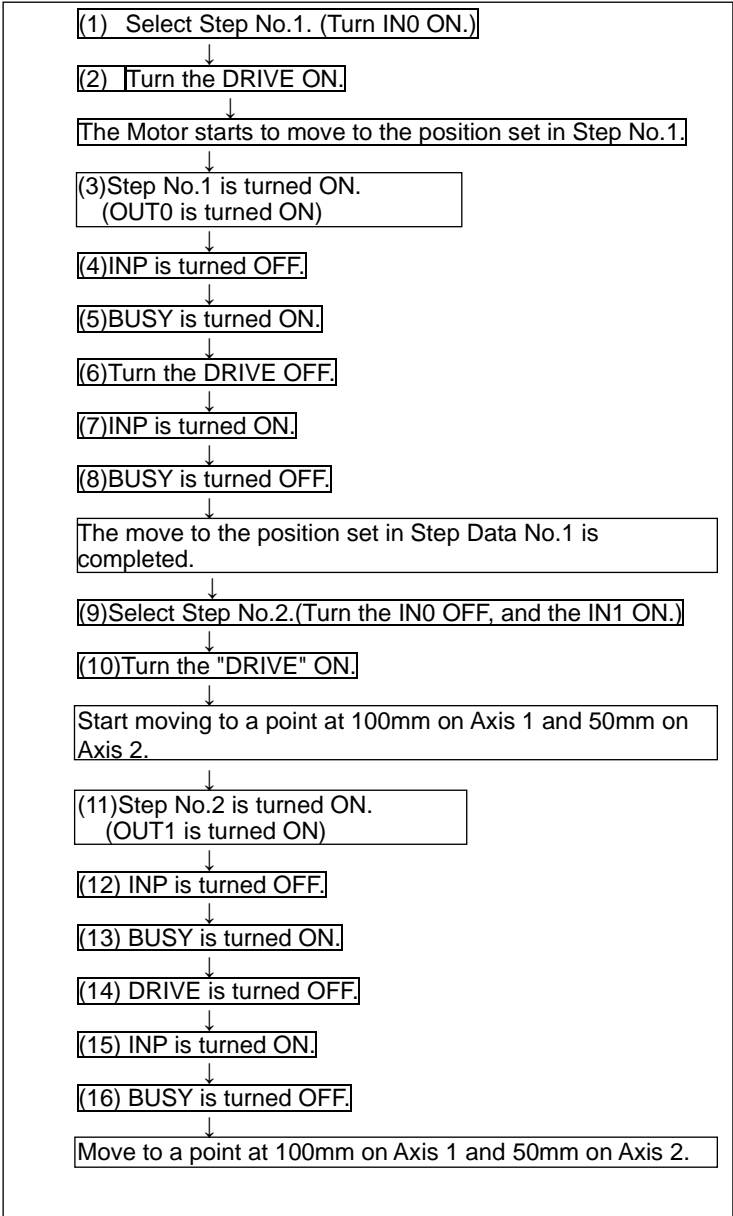 (1) Select Step No.1. (Turn IN0 ON.)
↓
(2) Turn the DRIVE ON.
↓
The Motor starts to move to the position set in Step No.1.
↓
(3)Step No.1 is turned ON.
(OUT0 is turned ON)
↓
(4)INP is turned OFF.
↓
(5)BUSY is turned ON.
↓
(6)Turn the DRIVE OFF.
↓
(7)INP is turned ON.
↓
(8)BUSY is turned OFF.
↓
The move to the position set in Step Data No.1 is
completed.
↓
(9)Select Step No.2.(Turn the IN0 OFF, and the IN1 ON.)
↓
(10)Turn the "DRIVE" ON.
↓
Start moving to a point at 100mm on Axis 1 and 50mm on
Axis 2.
↓
(11)Step No.2 is turned ON.
(OUT1 is turned ON)
↓
(12) INP is turned OFF.
↓
(13) BUSY is turned ON.
↓
(14) DRIVE is turned OFF.
↓
(15) INP is turned ON.
↓
(16) BUSY is turned OFF.
↓
Move to a point at 100mm on Axis 1 and 50mm on Axis 2.